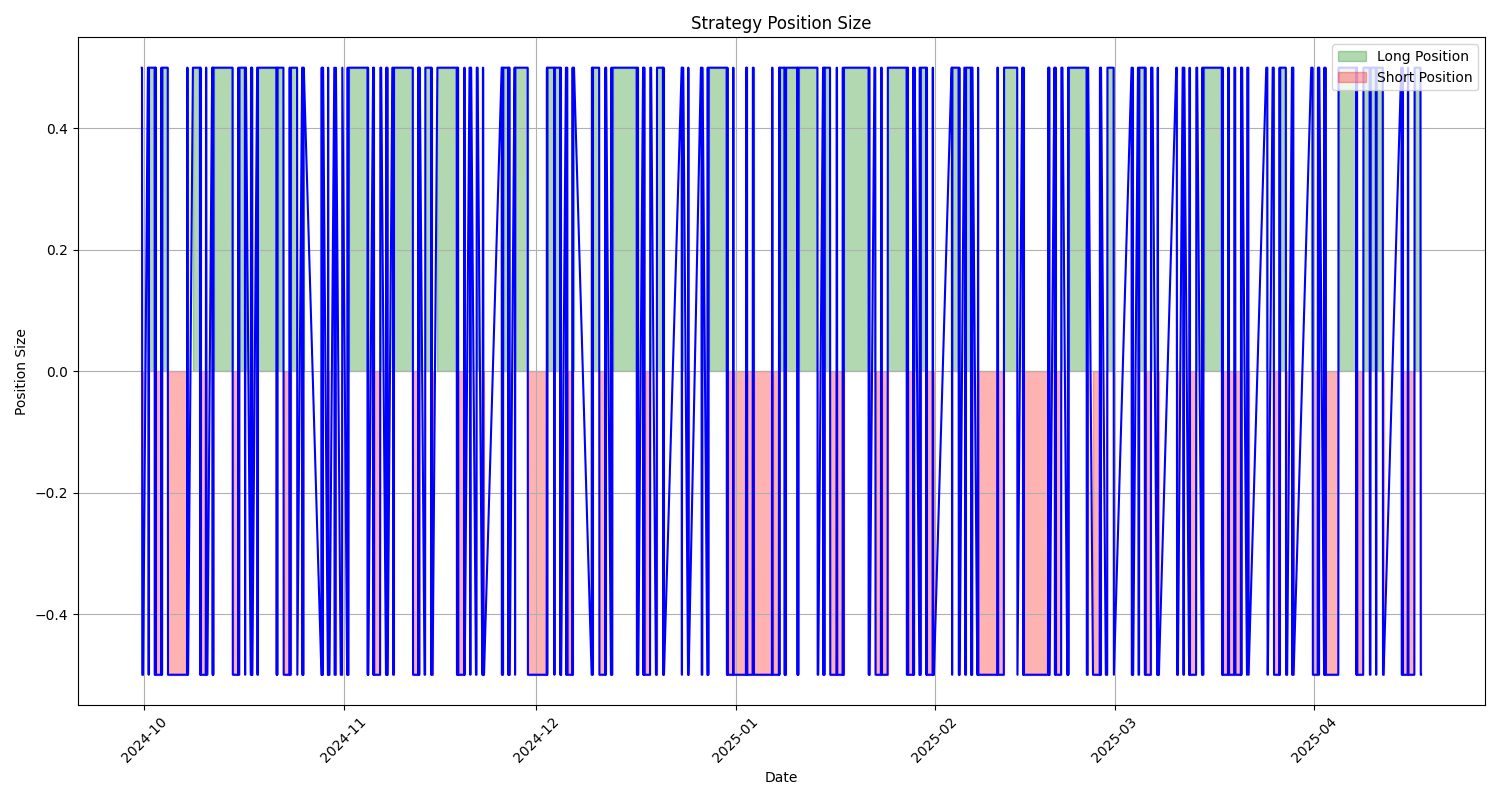 Strategy Position Size
Long Position
Short Position
0.4
0.2
0.0
−0.2
−0.4
Position Size
2024-10
2024-11
2024-12
2025-01
2025-02
2025-03
2025-04
Date